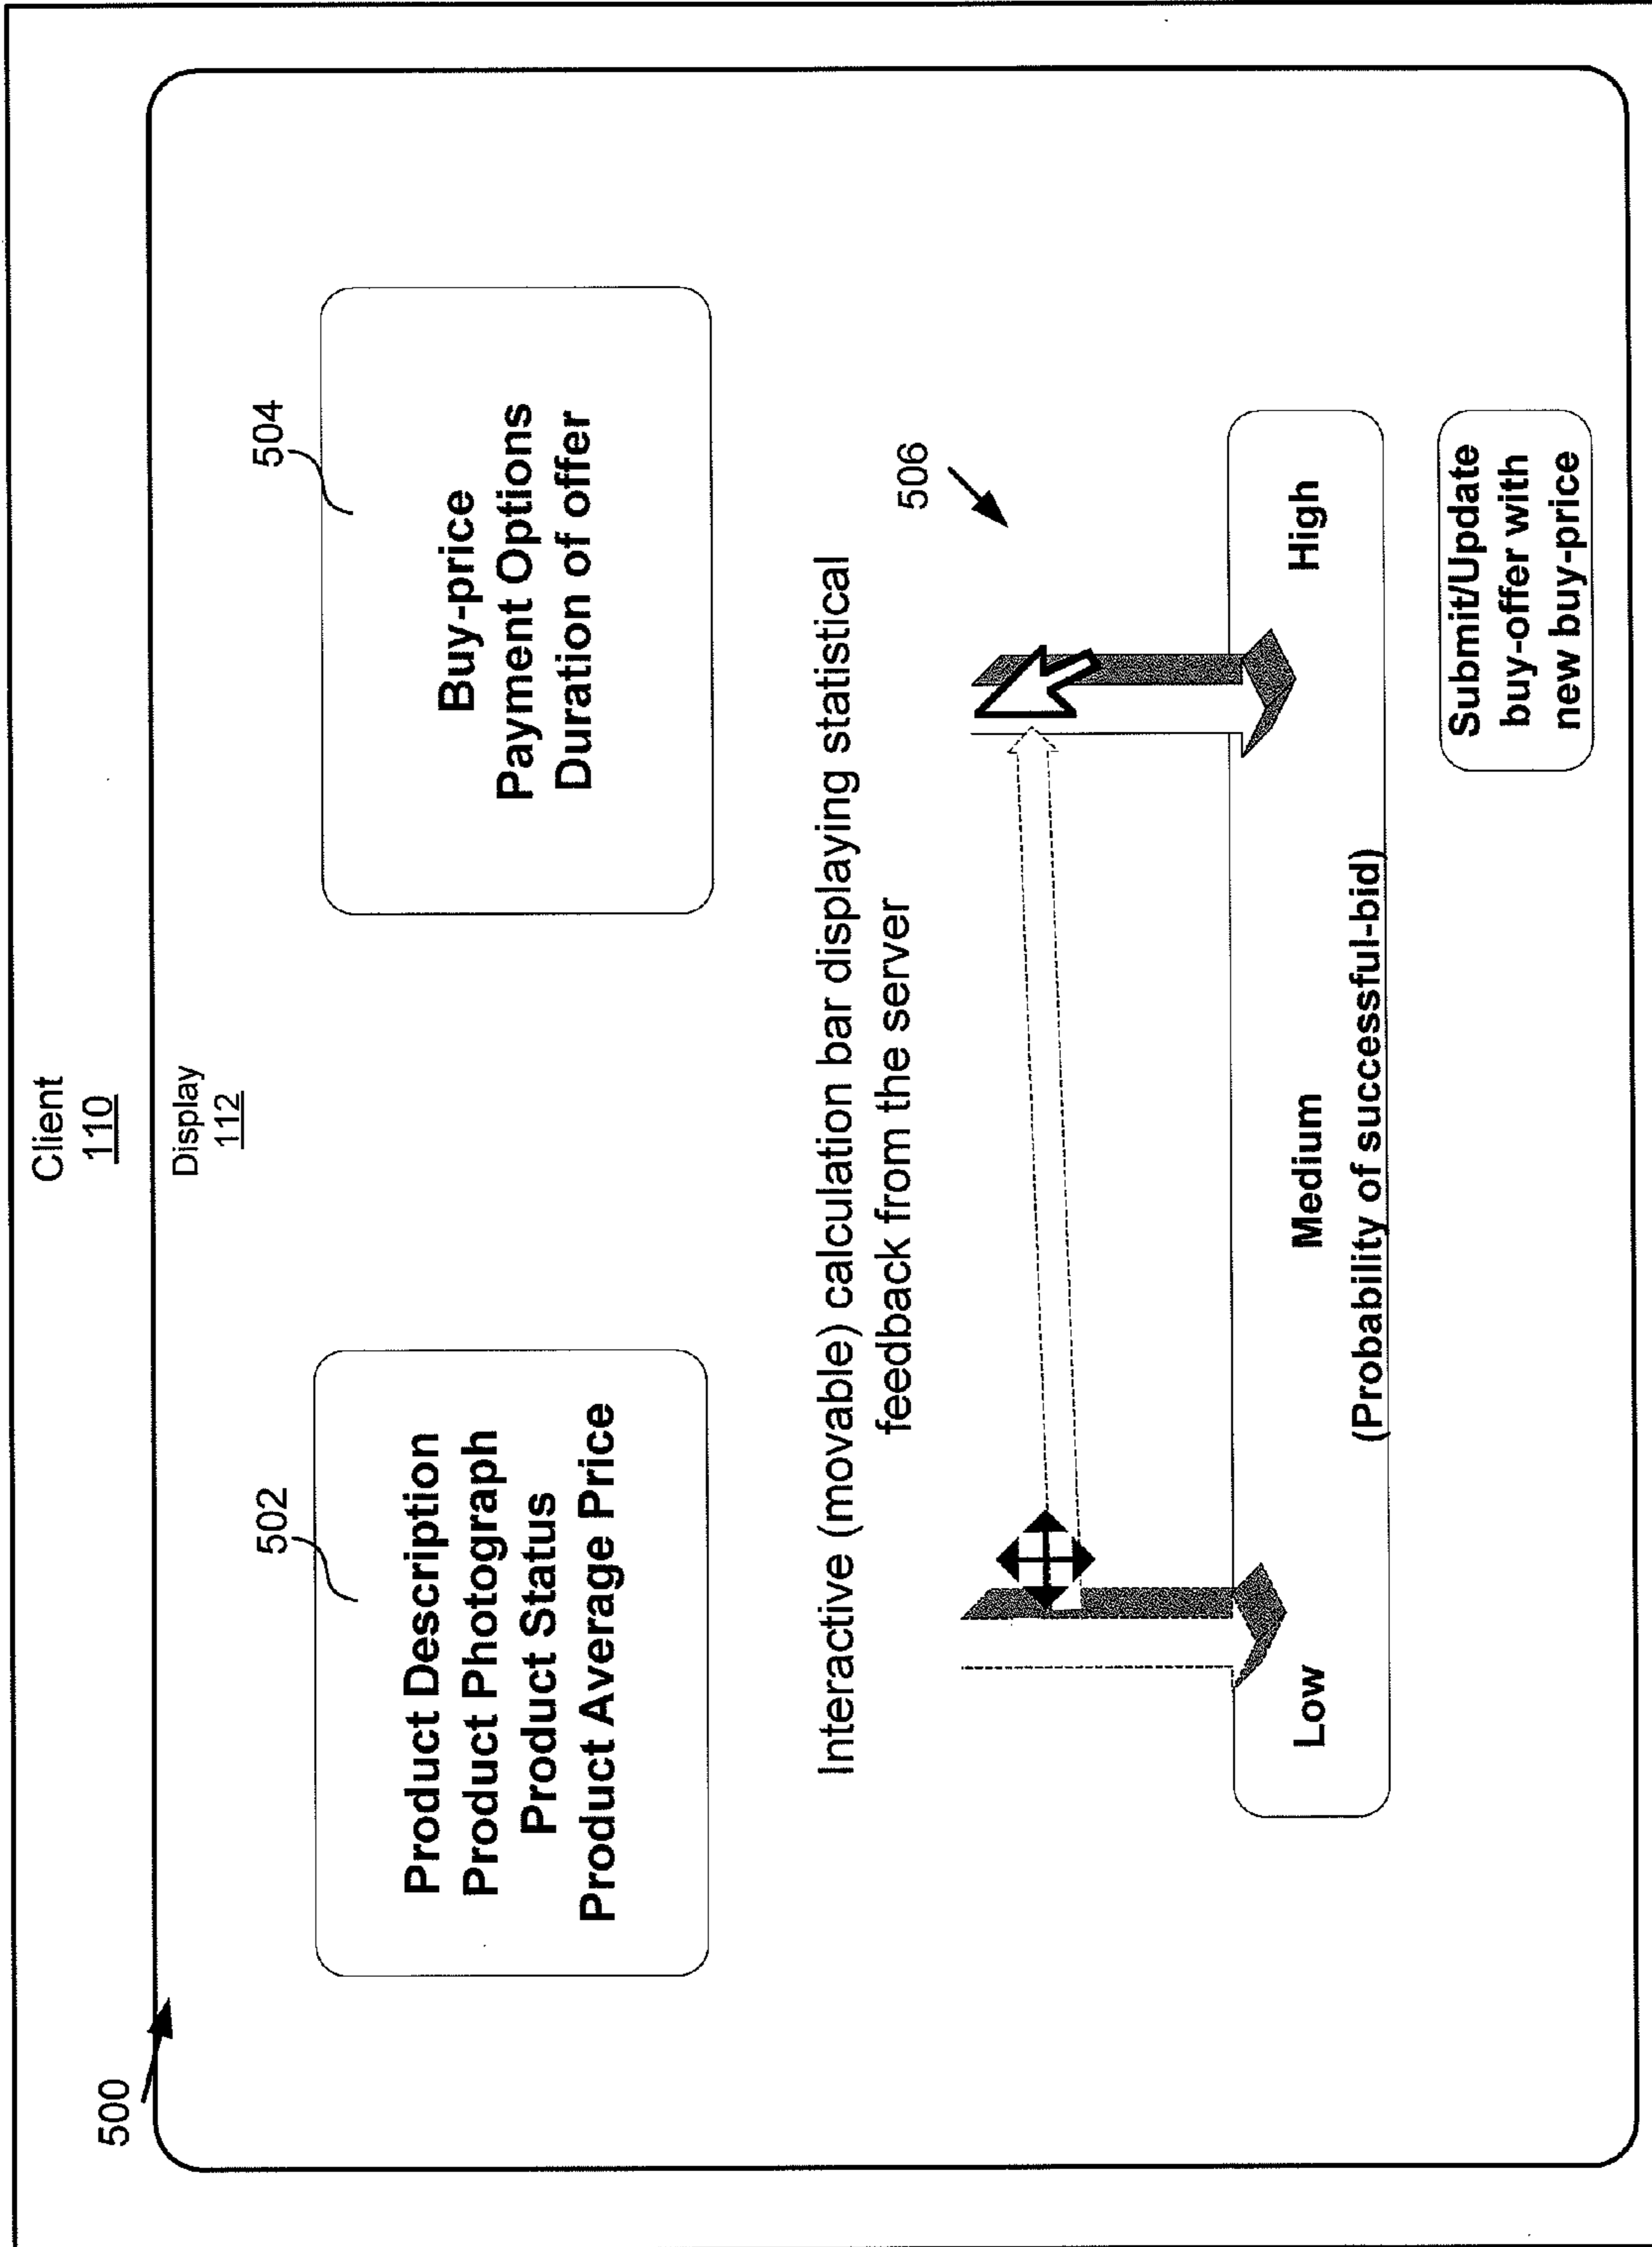 Client
110
500
Display
112
502
504
Product Description
Product Photograph
Product Status
Product Average Price
Buy-price
Payment Options
Duration of offer
Interactive (movable) calculation bar displaying statistical
feedback from the server
506
Low
Medium
High
(Probability of successful-bid)
Submit/Update
buy-offer with
new buy-price